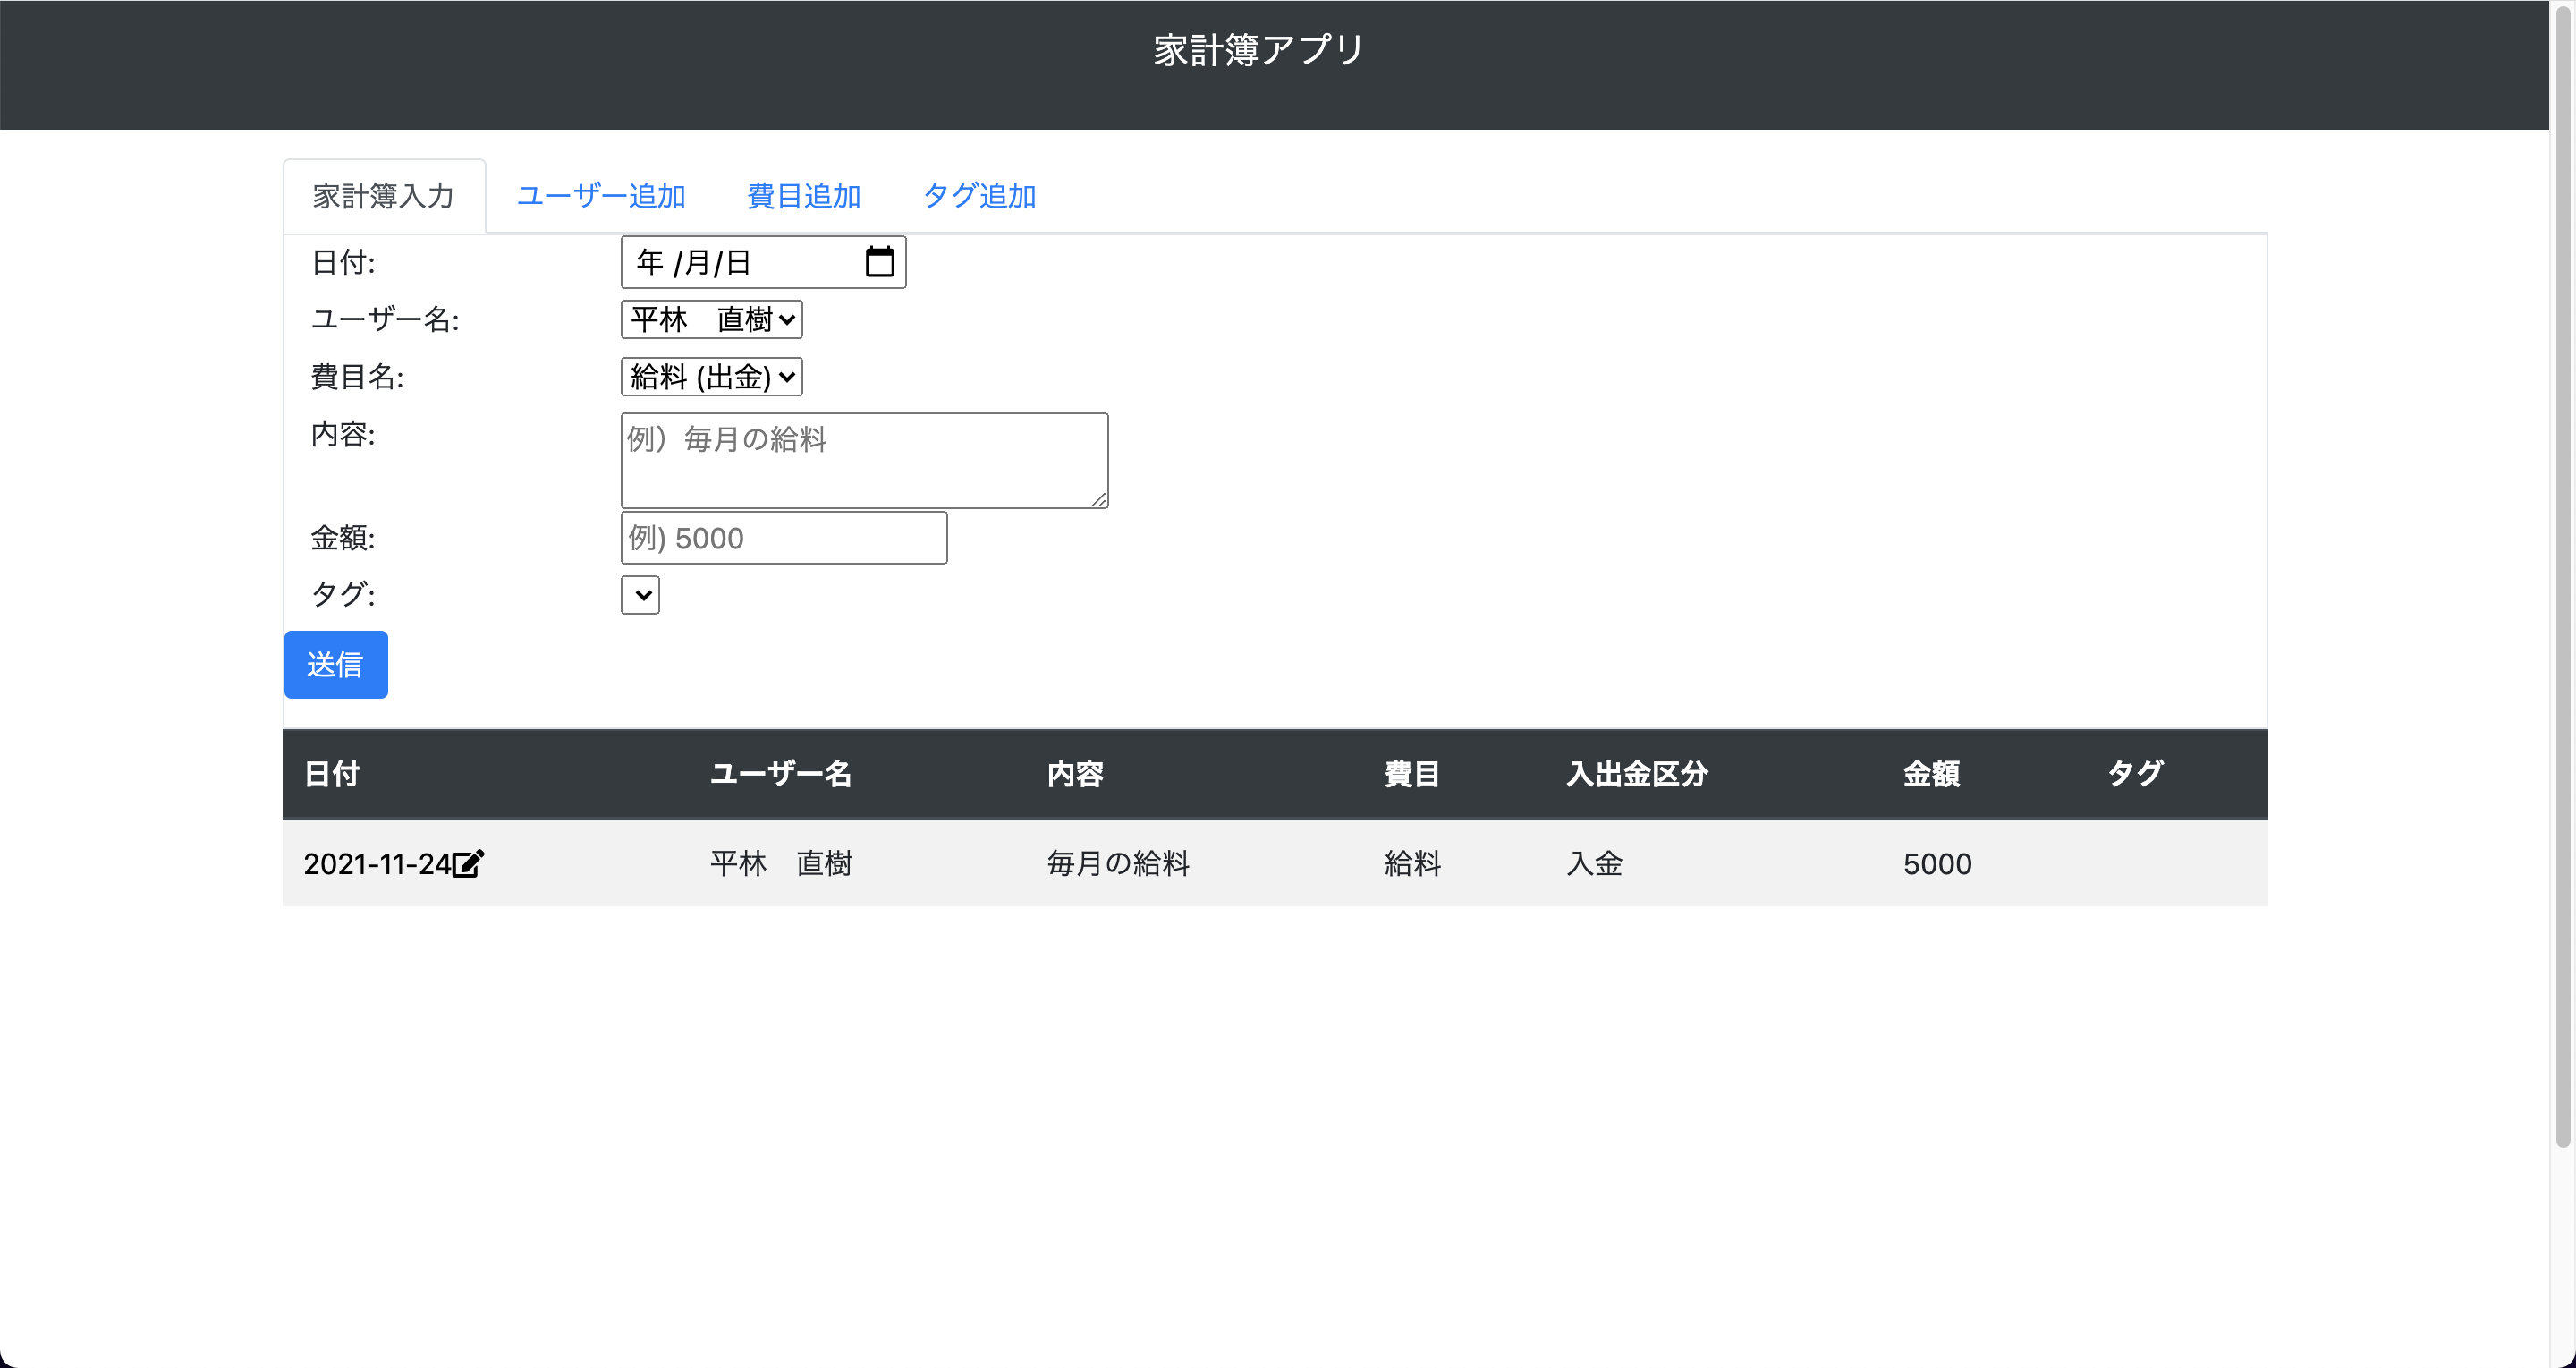 家計簿アプリ
家計簿入力 ユーザー追加 費目追加 タグ追加
日付: 年 /月/日
ユーザー名: 平林　直樹
費目名: 給料 (出金)
内容: 例）毎月の給料
金額: 例) 5000
タグ:
送信
日付 ユーザー名 内容 費目 入出金区分 金額 タグ
2021-11-24 平林　直樹 毎月の給料 給料 入金 5000